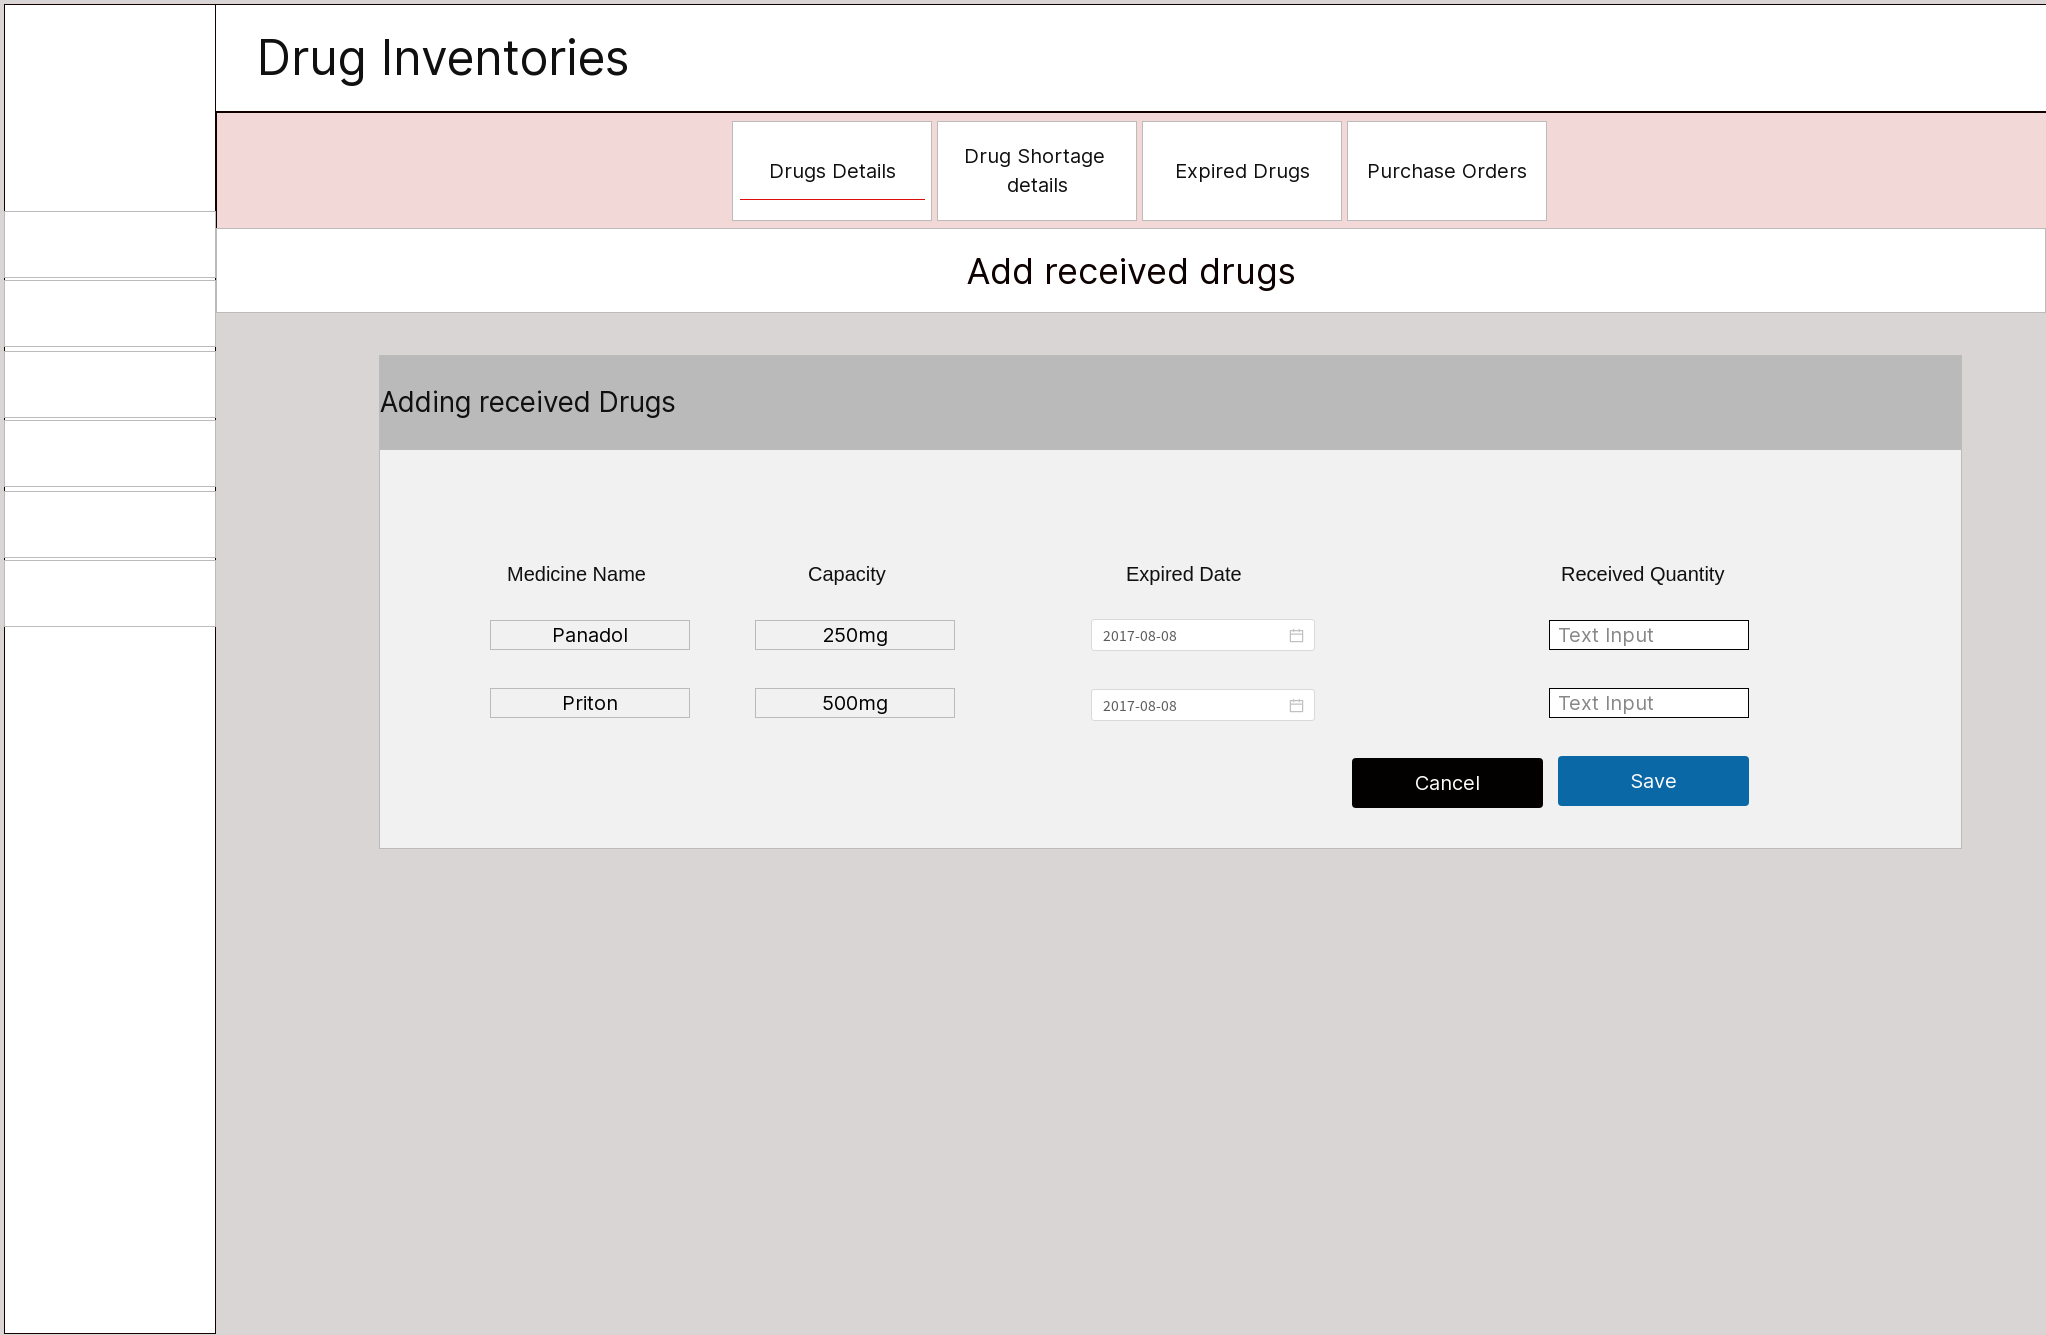 Drug Inventories
Drugs Details
Drug Shortage
details
Expired Drugs
Purchase Orders
Add received drugs
Adding received Drugs
Medicine Name
Capacity
Expired Date
Received Quantity
Panadol
250mg
2017-08-08
Text Input
Priton
500mg
2017-08-08
Text Input
Cancel
Save